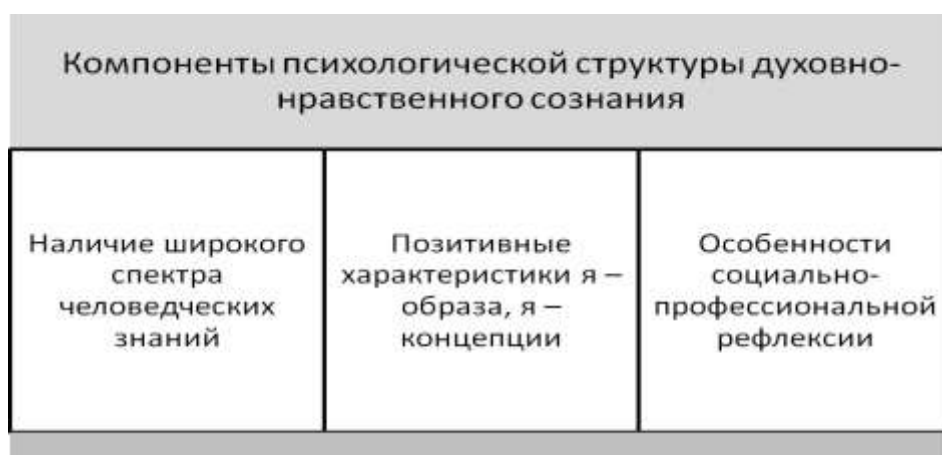 Компоненты психологической структуры духовно-
нравственного сознания
Наличие широкого
спектра
человедческих
знаний
Позитивные
характеристики я –
образа, я –
концепции
Особенности
социально-
профессиональной
рефлексии